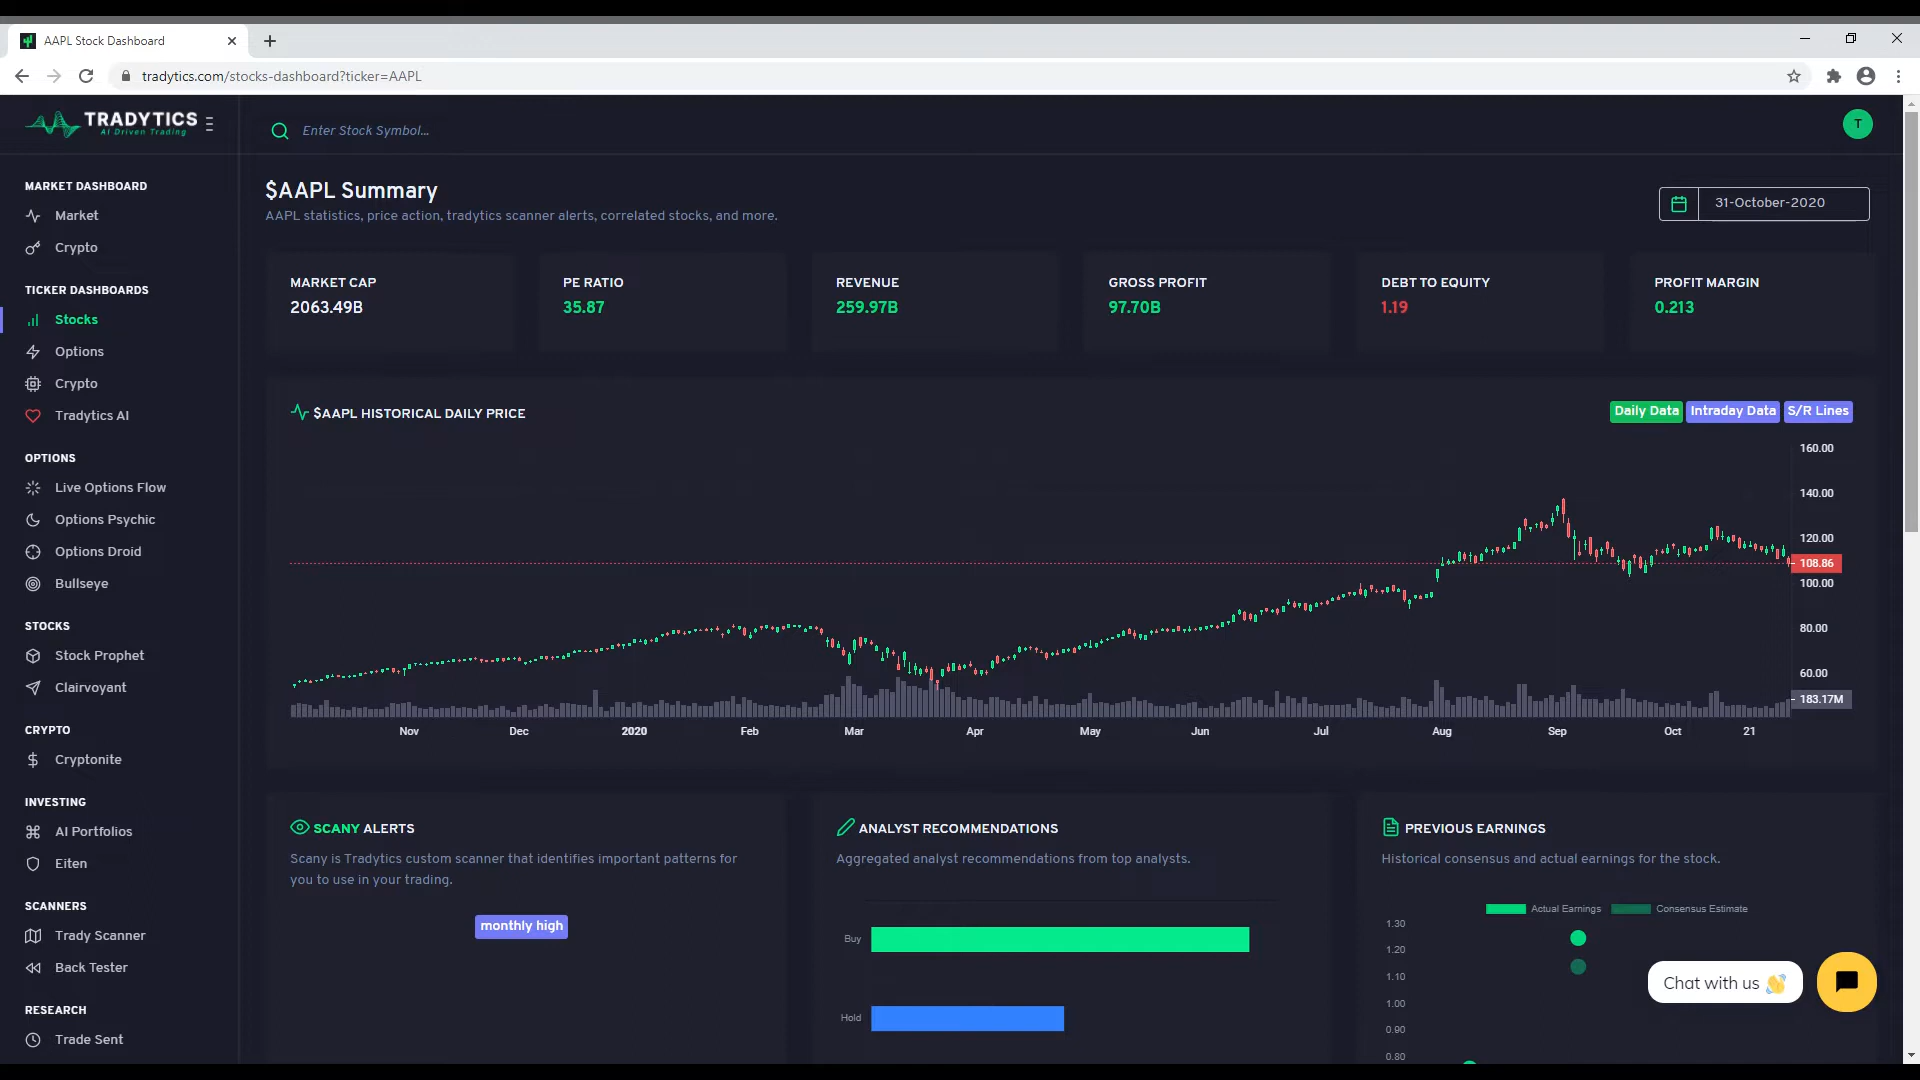 AAPL Stock Dashboard
tradytics.com/stocks-dashboard?ticker=AAPL
TRADYTICS
AI Driven Trading
Enter Stock Symbol...
T
MARKET DASHBOARD
Market
Crypto
TICKER DASHBOARDS
Stocks
Options
Crypto
Tradytics AI
OPTIONS
Live Options Flow
Options Psychic
Options Droid
Bullseye
STOCKS
Stock Prophet
Clairvoyant
CRYPTO
Cryptonite
INVESTING
AI Portfolios
Eiten
SCANNERS
Trady Scanner
Back Tester
RESEARCH
Trade Sent
$AAPL Summary
AAPL statistics, price action, tradytics scanner alerts, correlated stocks, and more.
31-October-2020
MARKET CAP
2063.49B
PE RATIO
35.87
REVENUE
259.97B
GROSS PROFIT
97.70B
DEBT TO EQUITY
1.19
PROFIT MARGIN
0.213
$AAPL HISTORICAL DAILY PRICE
Daily Data Intraday Data S/R Lines
160.00
140.00
120.00
108.86
100.00
80.00
60.00
183.17M
Nov Dec 2020 Feb Mar Apr May Jun Jul Aug Sep Oct 21
SCANY ALERTS
Scany is Tradytics custom scanner that identifies important patterns for
you to use in your trading.
monthly high
ANALYST RECOMMENDATIONS
Aggregated analyst recommendations from top analysts.
Buy
Hold
PREVIOUS EARNINGS
Historical consensus and actual earnings for the stock.
Actual Earnings Consensus Estimate
1.30
1.20
1.10
1.00
0.90
0.80
Chat with us 👋